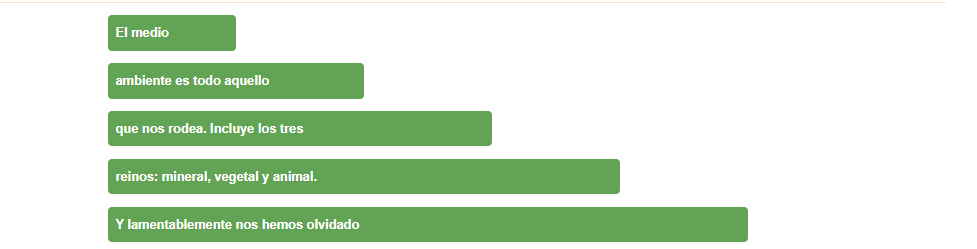 El medio
ambiente es todo aquello
que nos rodea. Incluye los tres
reinos: mineral, vegetal y animal.
Y lamentablemente nos hemos olvidado